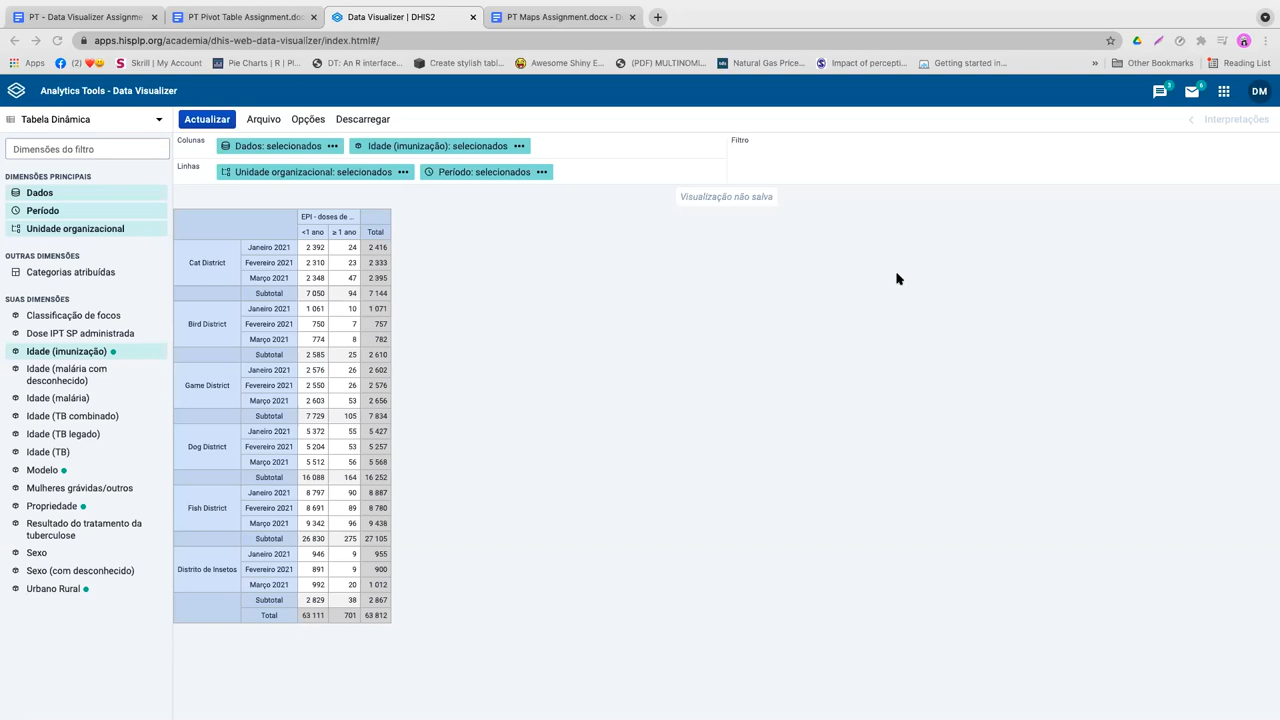 PT - Data Visualizer Assignme
PT Pivot Table Assignment.doc
Data Visualizer | DHIS2
PT Maps Assignment.docx - D
apps.hisplp.org/academia/dhis-web-data-visualizer/index.html#/
Apps
(2)
Skrill | My Account
Pie Charts | R | Pl...
DT: An R interface...
Create stylish tabl...
Awesome Shiny E...
(PDF) MULTINOMI...
Natural Gas Price...
Impact of percepti...
Getting started in...
» Other Bookmarks
Reading List
Analytics Tools - Data Visualizer
3
6
DM
Tabela Dinâmica
Actualizar
Arquivo
Opções
Descarregar
Interpretações
Dimensões do filtro
Colunas
Dados: selecionados
Idade (imunização): selecionados
Filtro
Linhas
Unidade organizacional: selecionados
Período: selecionados
Visualização não salva
DIMENSÕES PRINCIPAIS
Dados
Período
Unidade organizacional
OUTRAS DIMENSÕES
Categorias atribuídas
SUAS DIMENSÕES
Classificação de focos
Dose IPT SP administrada
Idade (imunização)
Idade (malária com
desconhecido)
Idade (malária)
Idade (TB combinado)
Idade (TB legado)
Idade (TB)
Modelo
Mulheres grávidas/outros
Propriedade
Resultado do tratamento da
tuberculose
Sexo
Sexo (com desconhecido)
Urbano Rural
EPI - doses de ...
<1 ano ≥ 1 ano Total
Cat District
Janeiro 2021 2 392 24 2 416
Fevereiro 2021 2 310 23 2 333
Março 2021 2 348 47 2 395
Subtotal 7 050 94 7 144
Bird District
Janeiro 2021 1 061 10 1 071
Fevereiro 2021 750 7 757
Março 2021 774 8 782
Subtotal 2 585 25 2 610
Game District
Janeiro 2021 2 576 26 2 602
Fevereiro 2021 2 550 26 2 576
Março 2021 2 603 53 2 656
Subtotal 7 729 105 7 834
Dog District
Janeiro 2021 5 372 55 5 427
Fevereiro 2021 5 204 53 5 257
Março 2021 5 512 56 5 568
Subtotal 16 088 164 16 252
Fish District
Janeiro 2021 8 797 90 8 887
Fevereiro 2021 8 691 89 8 780
Março 2021 9 342 96 9 438
Subtotal 26 830 275 27 105
Distrito de Insetos
Janeiro 2021 946 9 955
Fevereiro 2021 891 9 900
Março 2021 992 20 1 012
Subtotal 2 829 38 2 867
Total 63 111 701 63 812